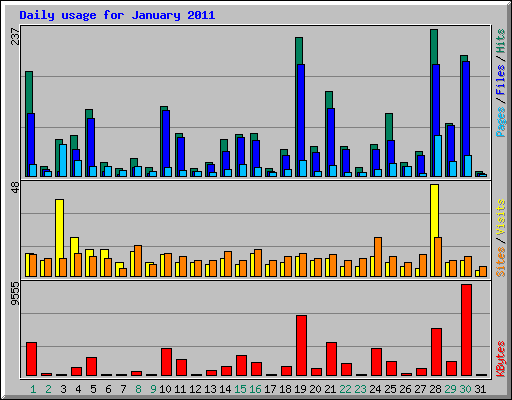 Daily usage for January 2011
237
Pages / Files / Hits
48
Sites / Visits
9555
KBytes
1 2 3 4 5 6 7 8 9 10 11 12 13 14 15 16 17 18 19 20 21 22 23 24 25 26 27 28 29 30 31